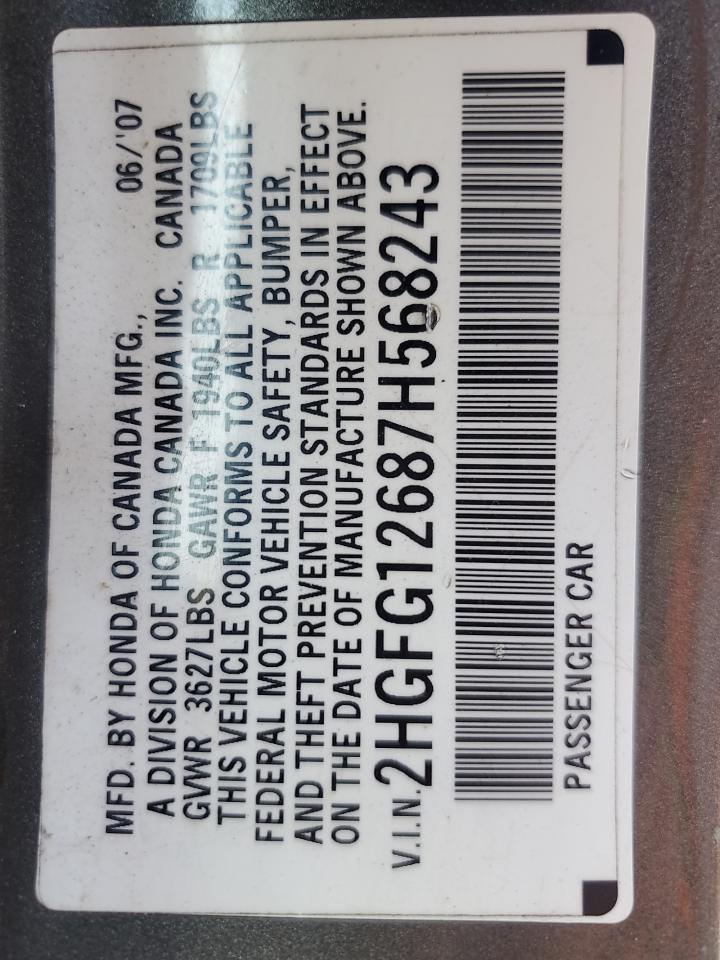 MFD. BY HONDA OF CANADA MFG., 06/'07
A DIVISION OF HONDA CANADA INC. CANADA
GVWR 3627LBS GAWR F 1940LBS R 1709LBS
THIS VEHICLE CONFORMS TO ALL APPLICABLE
FEDERAL MOTOR VEHICLE SAFETY, BUMPER,
AND THEFT PREVENTION STANDARDS IN EFFECT
ON THE DATE OF MANUFACTURE SHOWN ABOVE.
V.I.N. 2HGFG12687H568243
PASSENGER CAR